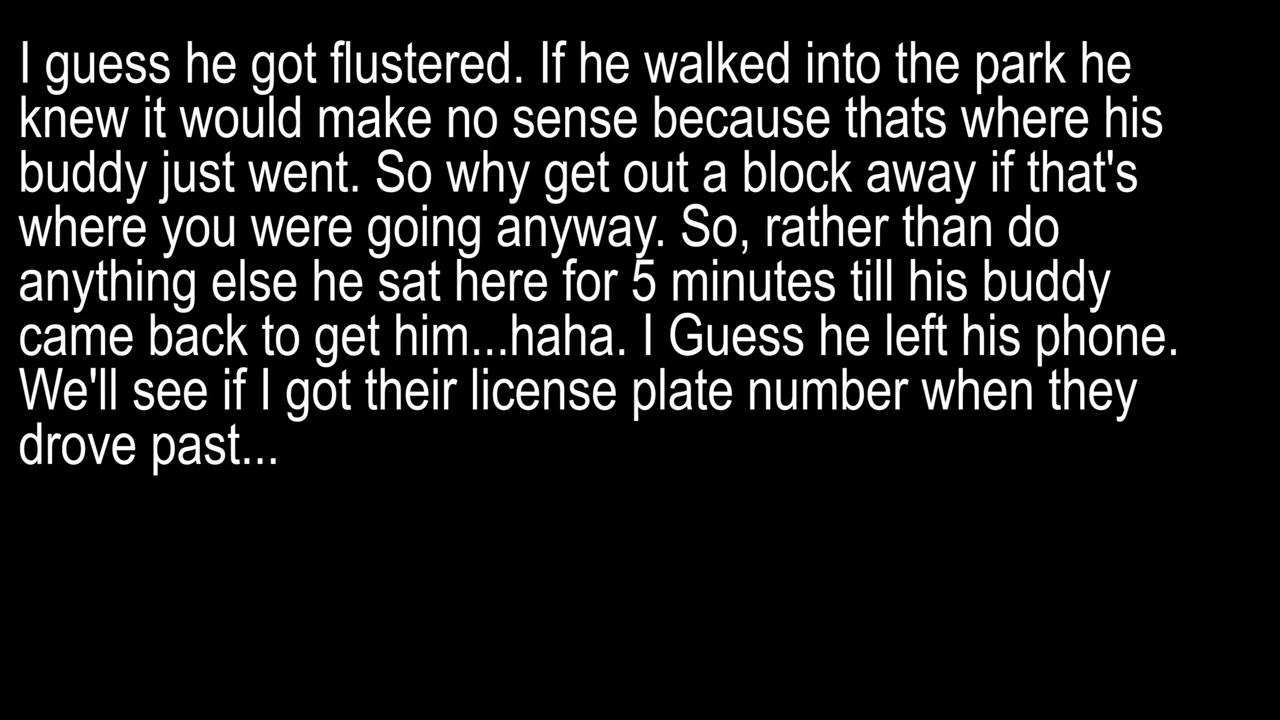 I guess he got flustered. If he walked into the park he
knew it would make no sense because thats where his
buddy just went. So why get out a block away if that's
where you were going anyway. So, rather than do
anything else he sat here for 5 minutes till his buddy
came back to get him...haha. I Guess he left his phone.
We'll see if I got their license plate number when they
drove past...